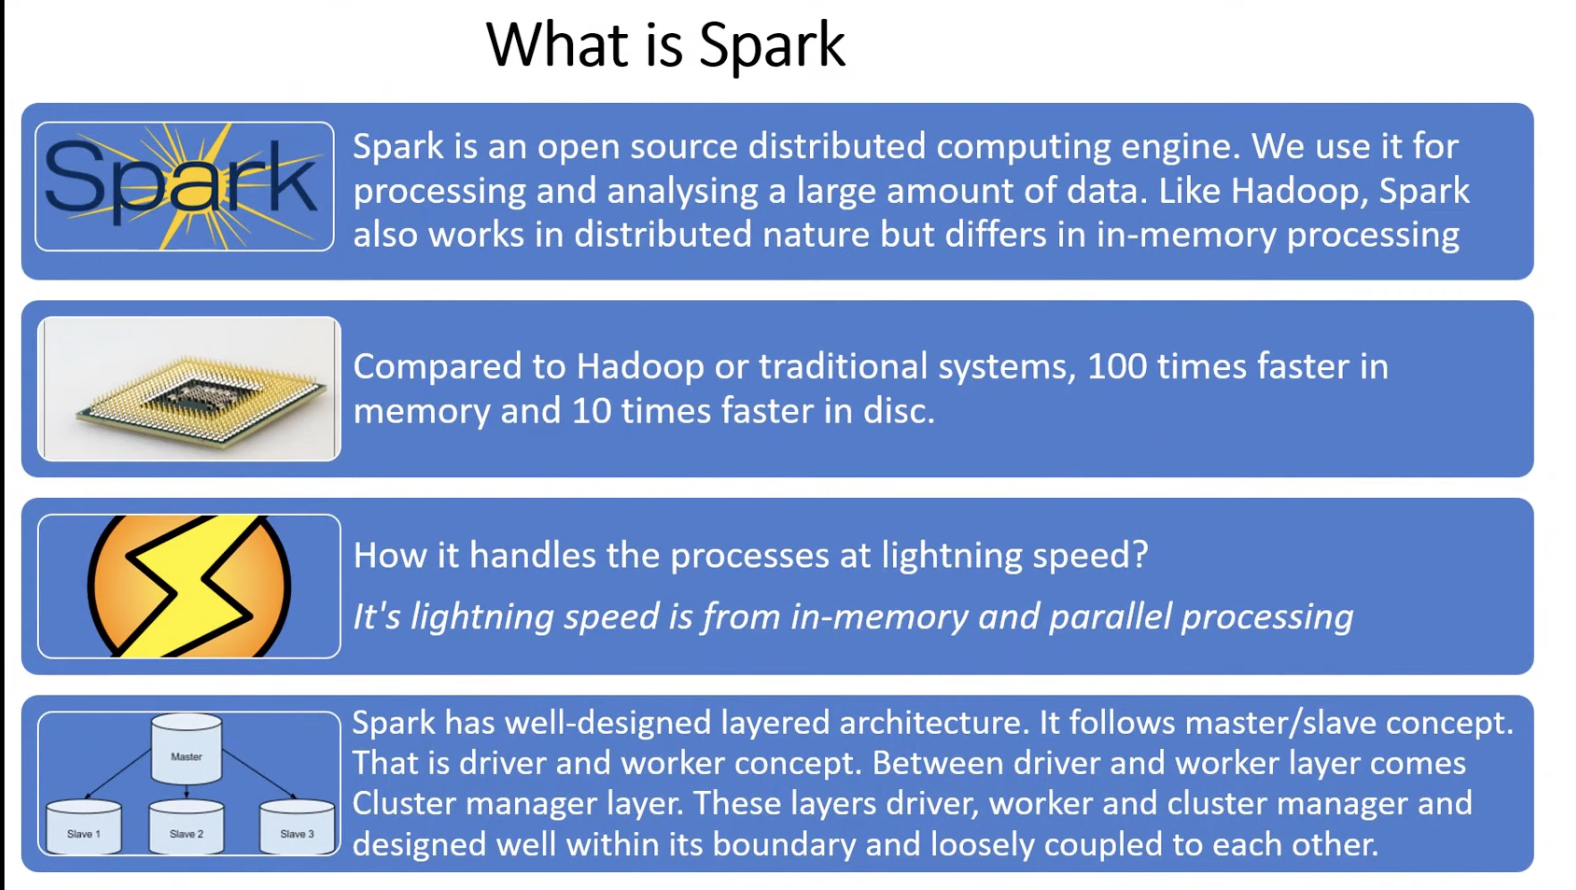 What is Spark
Spark
Spark is an open source distributed computing engine. We use it for
processing and analysing a large amount of data. Like Hadoop, Spark
also works in distributed nature but differs in in-memory processing
Compared to Hadoop or traditional systems, 100 times faster in
memory and 10 times faster in disc.
How it handles the processes at lightning speed?
It's lightning speed is from in-memory and parallel processing
Master
Slave 1
Slave 2
Slave 3
Spark has well-designed layered architecture. It follows master/slave concept.
That is driver and worker concept. Between driver and worker layer comes
Cluster manager layer. These layers driver, worker and cluster manager and
designed well within its boundary and loosely coupled to each other.